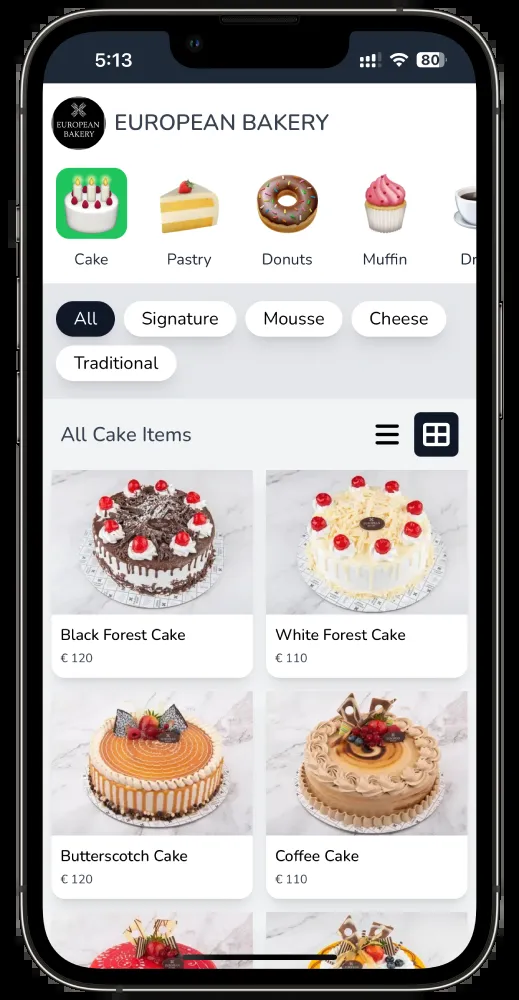 5:13
80
EUROPEAN
BAKERY
EUROPEAN BAKERY
Cake
Pastry
Donuts
Muffin
Dr
All
Signature
Mousse
Cheese
Traditional
All Cake Items
Black Forest Cake
€ 120
White Forest Cake
€ 110
Butterscotch Cake
€ 120
Coffee Cake
€ 110